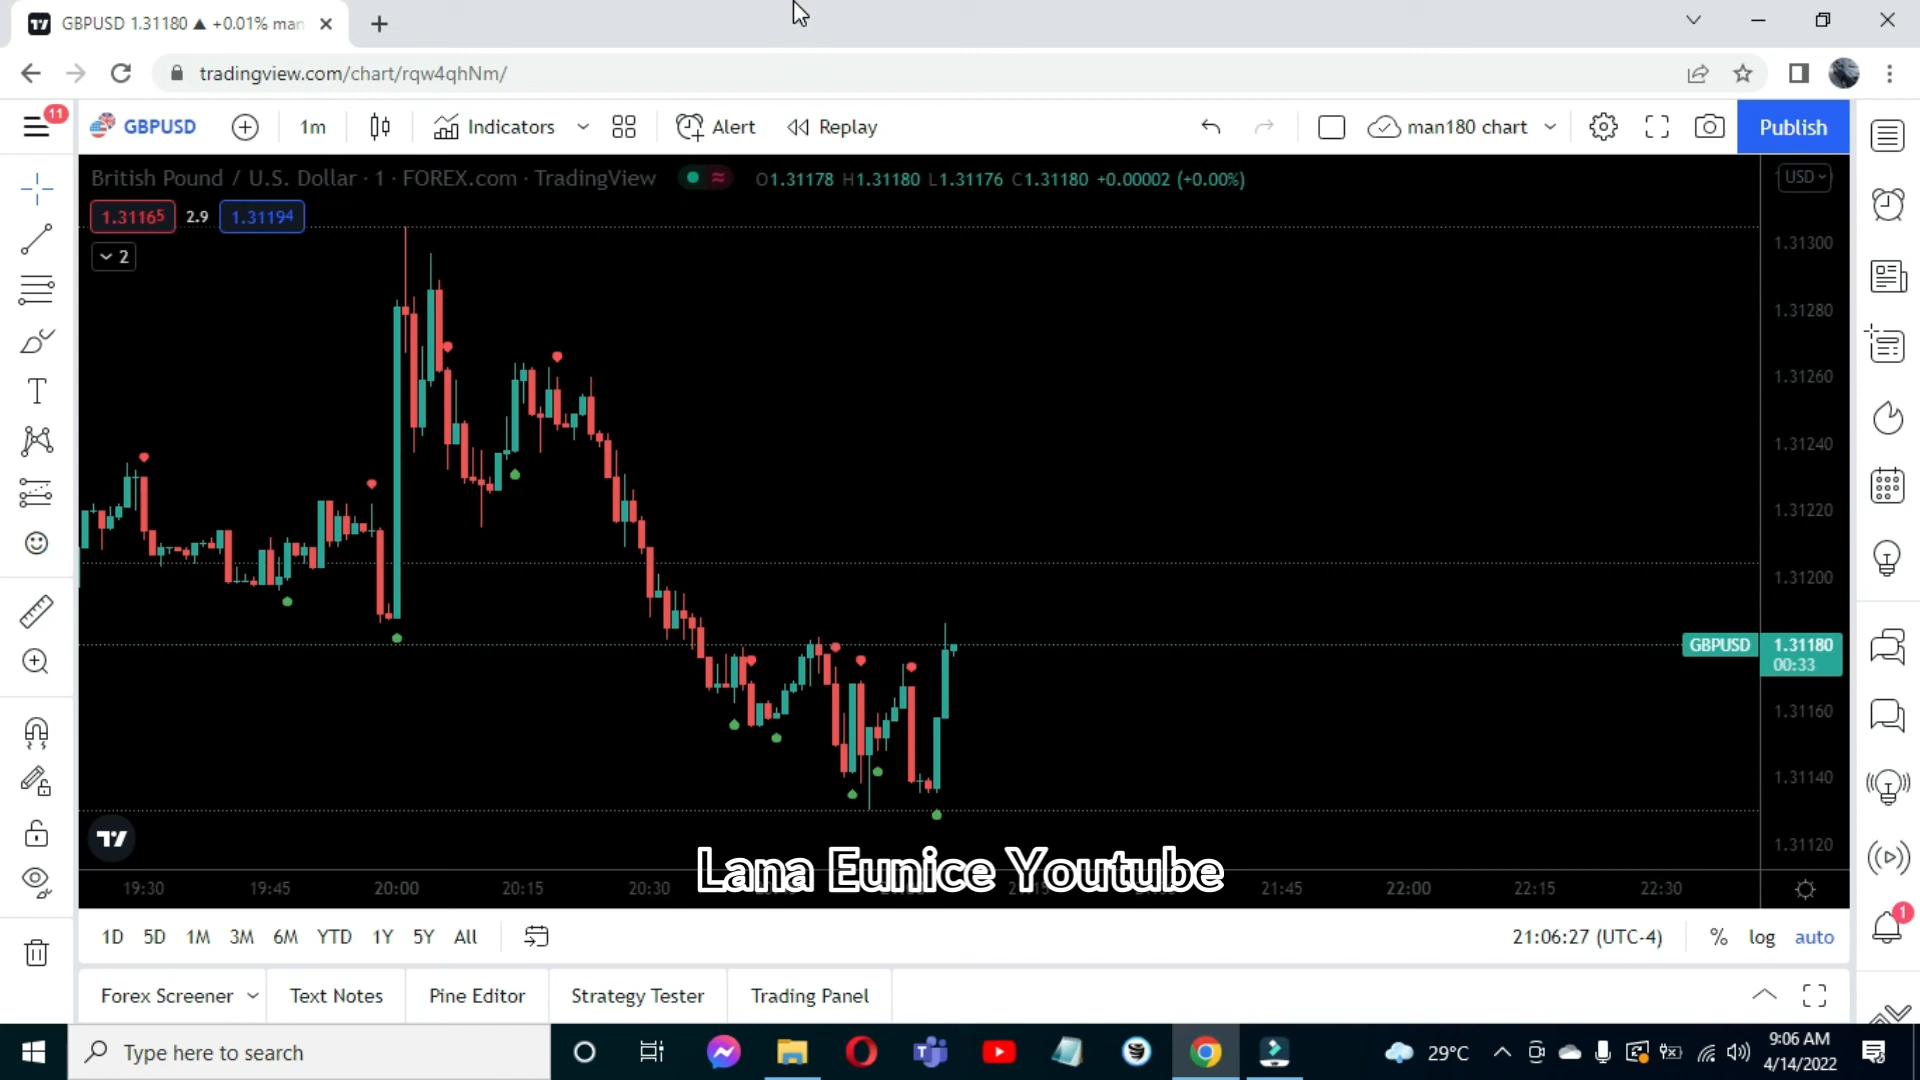 GBPUSD 1.31180 ▲ +0.01% man
tradingview.com/chart/rqw4qhNm/
11
GBPUSD
1m
Indicators
Alert
Replay
man180 chart
Publish
British Pound / U.S. Dollar · 1 · FOREX.com · TradingView
O1.31178 H1.31180 L1.31176 C1.31180 +0.00002 (+0.00%)
USD
1.31165 2.9 1.31194
2
1.31300
1.31280
1.31260
1.31240
1.31220
1.31200
GBPUSD 1.31180
00:33
1.31160
1.31140
1.31120
Lana Eunice Youtube
19:30 19:45 20:00 20:15 20:30 21:15 21:45 22:00 22:15 22:30
1
1D 5D 1M 3M 6M YTD 1Y 5Y All
21:06:27 (UTC-4) % log auto
Forex Screener Text Notes Pine Editor Strategy Tester Trading Panel
Type here to search
29°C
9:06 AM
4/14/2022